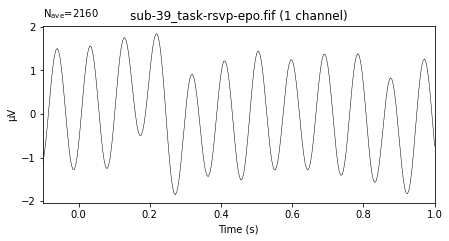 Nave=2160
sub-39_task-rsvp-epo.fif (1 channel)
2
1
0
−1
−2
µV
0.0 0.2 0.4 0.6 0.8 1.0
Time (s)